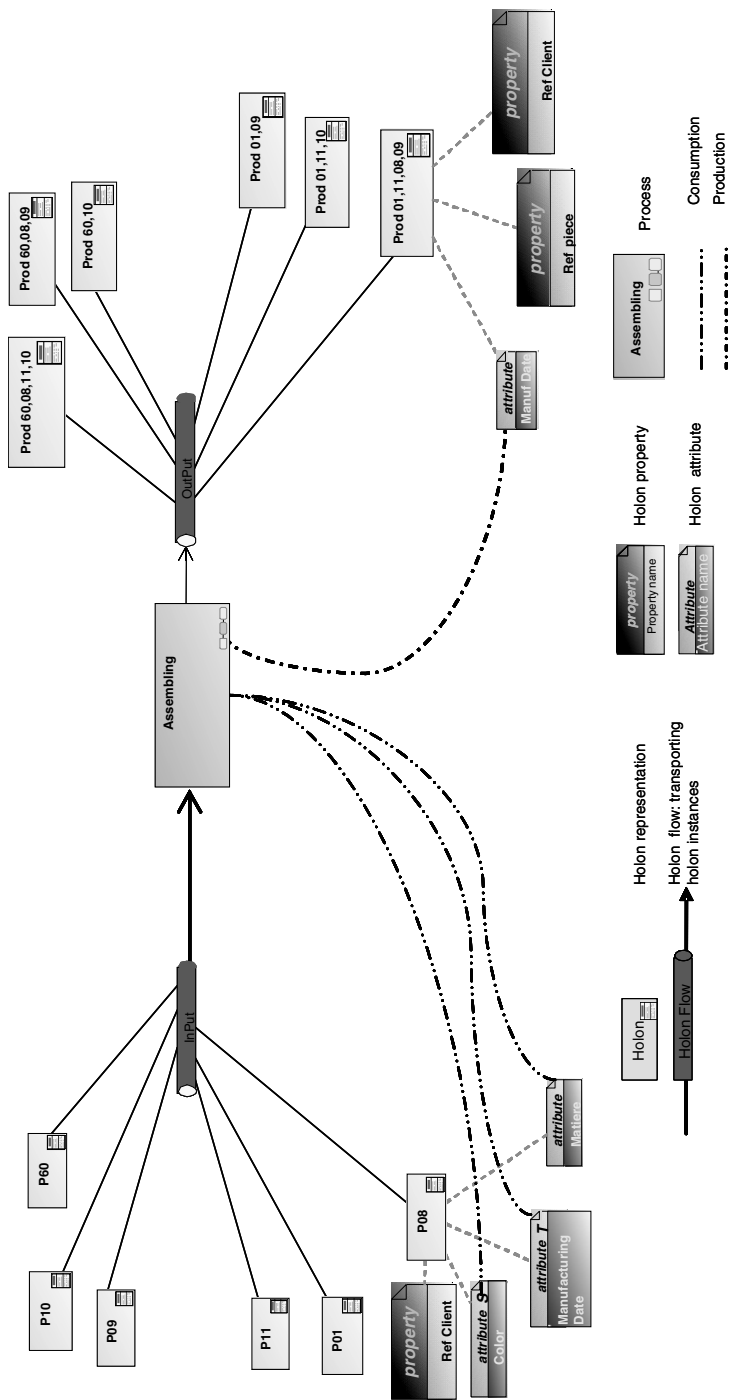 P60
P10
P09
P11
P01
P08
InPut
Assembling
OutPut
Prod 60,08,11,10
Prod 60,08,09
Prod 60,10
Prod 01,09
Prod 01,11,10
Prod 01,11,08,09
property
Ref Client
attribute S
Color
attribute T
Manufacturing
Date
attribute
Matiere
attribute
Manuf Date
property
Ref piece
property
Ref Client
Holon
Holon representation
Holon Flow
Holon flow: transporting
holon instances
property
Property name
Holon property
Attribute
Attribute name
Holon attribute
Assembling
Process
Consumption
Production